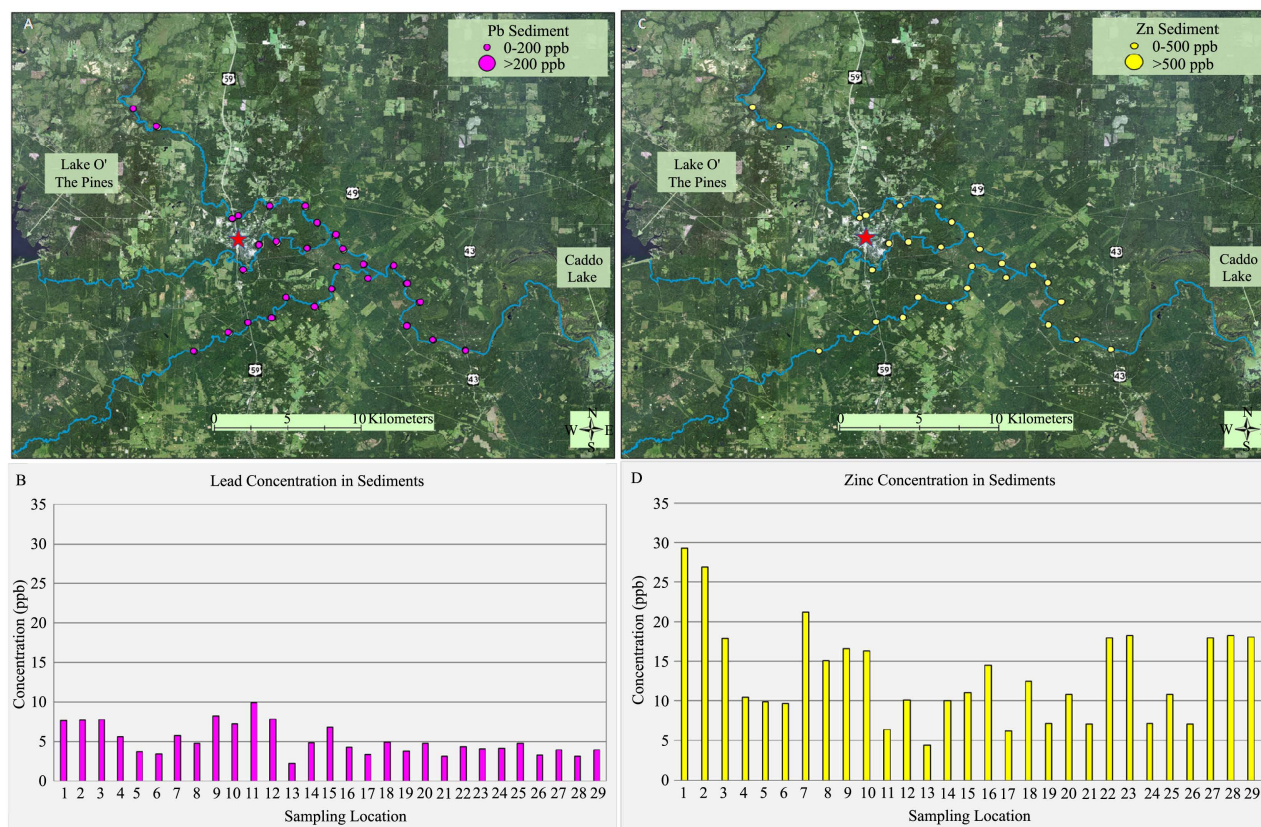 A
Pb Sediment
0-200 ppb
>200 ppb
59
Lake O'
The Pines
49
43
Caddo
Lake
59
43
0 5 10 Kilometers
N
W E
S
C
Zn Sediment
0-500 ppb
>500 ppb
59
Lake O'
The Pines
49
43
Caddo
Lake
59
43
0 5 10 Kilometers
N
W E
S
B
Lead Concentration in Sediments
Concentration (ppb)
35
30
25
20
15
10
5
0
1 2 3 4 5 6 7 8 9 10 11 12 13 14 15 16 17 18 19 20 21 22 23 24 25 26 27 28 29
Sampling Location
D
Zinc Concentration in Sediments
Concentration (ppb)
35
30
25
20
15
10
5
0
1 2 3 4 5 6 7 8 9 10 11 12 13 14 15 16 17 18 19 20 21 22 23 24 25 26 27 28 29
Sampling Location